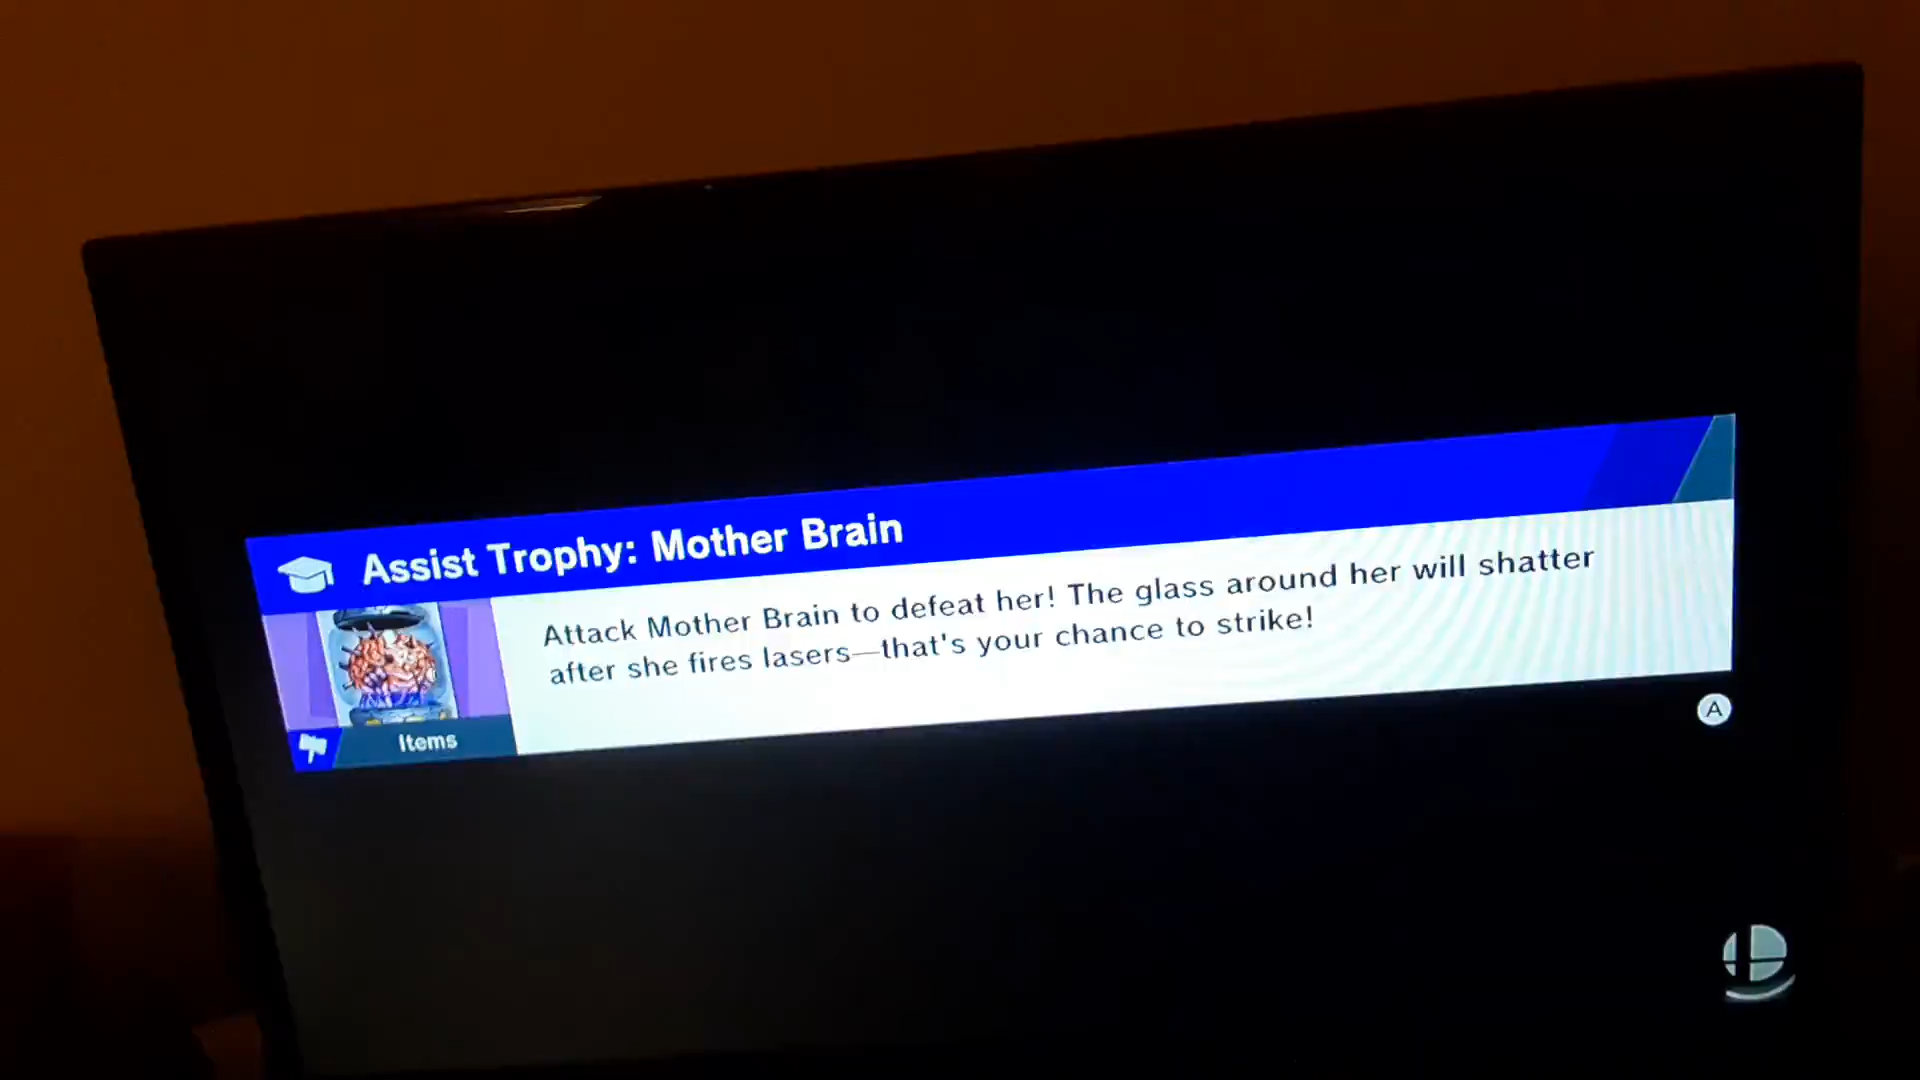 Assist Trophy: Mother Brain
Attack Mother Brain to defeat her! The glass around her will shatter
after she fires lasers—that's your chance to strike!
Items
A